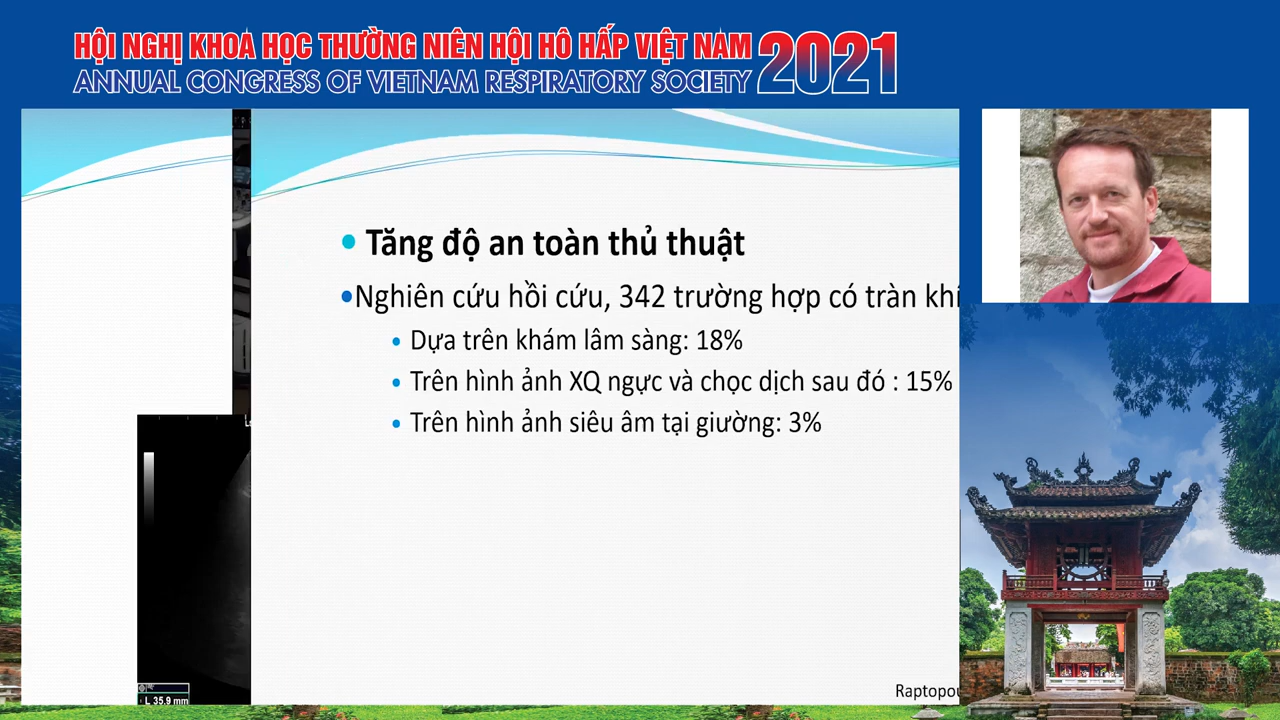 HỘI NGHỊ KHOA HỌC THƯỜNG NIÊN HỘI HÔ HẤP VIỆT NAM 2021
ANNUAL CONGRESS OF VIETNAM RESPIRATORY SOCIETY
• Tăng độ an toàn thủ thuật
•Nghiên cứu hồi cứu, 342 trường hợp có tràn khí
• Dựa trên khám lâm sàng: 18%
• Trên hình ảnh XQ ngực và chọc dịch sau đó : 15%
• Trên hình ảnh siêu âm tại giường: 3%
L 35.9 mm